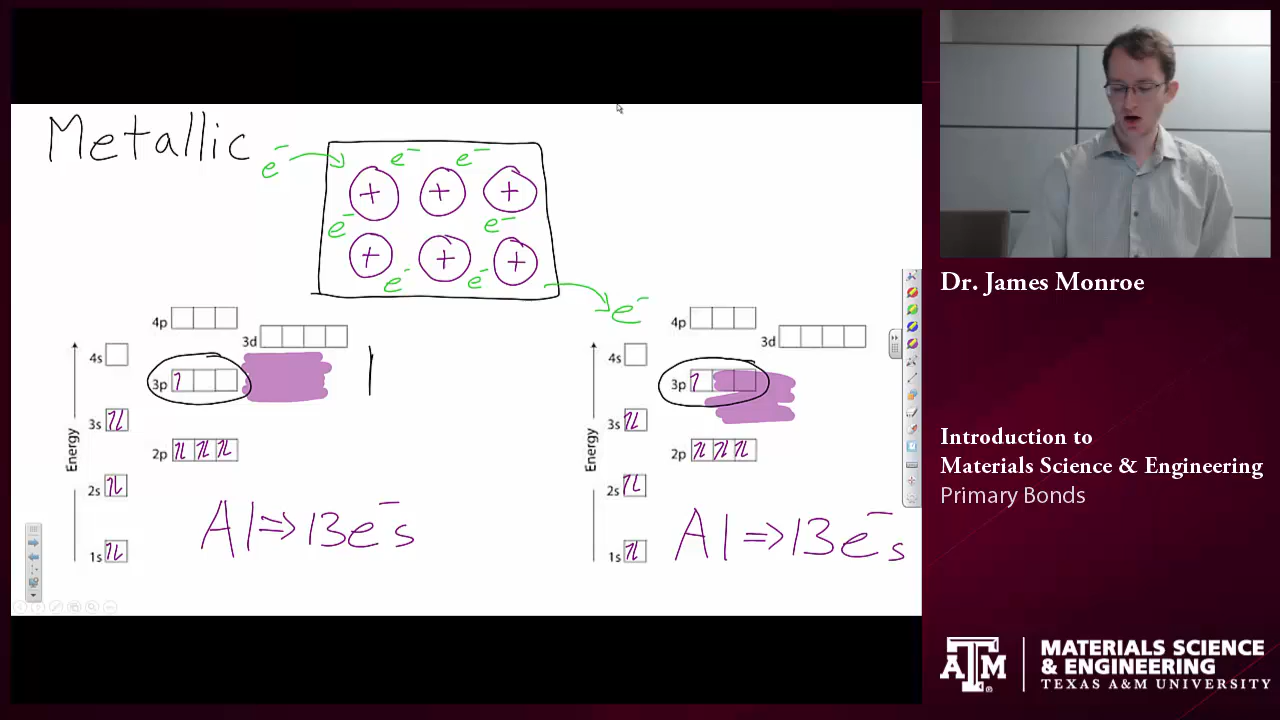 Metallic
e⁻ e⁻ e⁻
+ + +
e⁻ e⁻
+ + +
e⁻ e⁻
e⁻
4p
3d
4s
3p
3s
2p
2s
1s
Energy
Al => 13e⁻s
4p
3d
4s
3p
3s
2p
2s
1s
Energy
Al => 13e⁻s
Dr. James Monroe
Introduction to
Materials Science & Engineering
Primary Bonds
ATM
MATERIALS SCIENCE
& ENGINEERING
TEXAS A&M UNIVERSITY